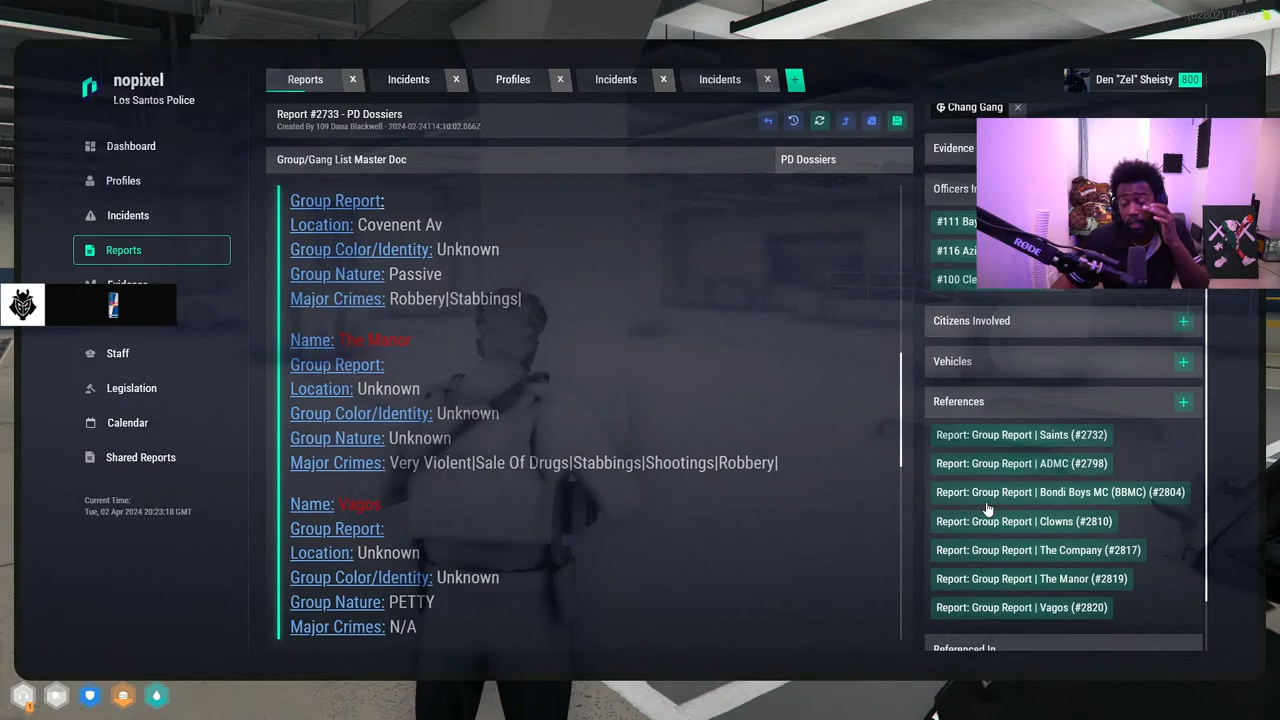 nopixel
Los Santos Police
Dashboard
Profiles
Incidents
Reports
Evidence
Staff
Legislation
Calendar
Shared Reports
Current Time:
Tue, 02 Apr 2024 20:23:18 GMT
Reports x
Incidents x
Profiles x
Incidents x
Incidents x
+
Den "Zel" Sheisty 800
Report #2733 - PD Dossiers
Created By 109 Dana Blackwell - 2024-02-24T14:10:02.066Z
Group/Gang List Master Doc
PD Dossiers
Group Report:
Location: Covenent Av
Group Color/Identity: Unknown
Group Nature: Passive
Major Crimes: Robbery|Stabbings|
Name: The Manor
Group Report:
Location: Unknown
Group Color/Identity: Unknown
Group Nature: Unknown
Major Crimes: Very Violent|Sale Of Drugs|Stabbings|Shootings|Robbery|
Name: Vagos
Group Report:
Location: Unknown
Group Color/Identity: Unknown
Group Nature: PETTY
Major Crimes: N/A
Chang Gang x
Evidence
Officers In
#111 Bay
#116 Azi
#100 Cle
RØDE
Citizens Involved +
Vehicles +
References +
Report: Group Report | Saints (#2732)
Report: Group Report | ADMC (#2798)
Report: Group Report | Bondi Boys MC (BBMC) (#2804)
Report: Group Report | Clowns (#2810)
Report: Group Report | The Company (#2817)
Report: Group Report | The Manor (#2819)
Report: Group Report | Vagos (#2820)
Referenced In
1